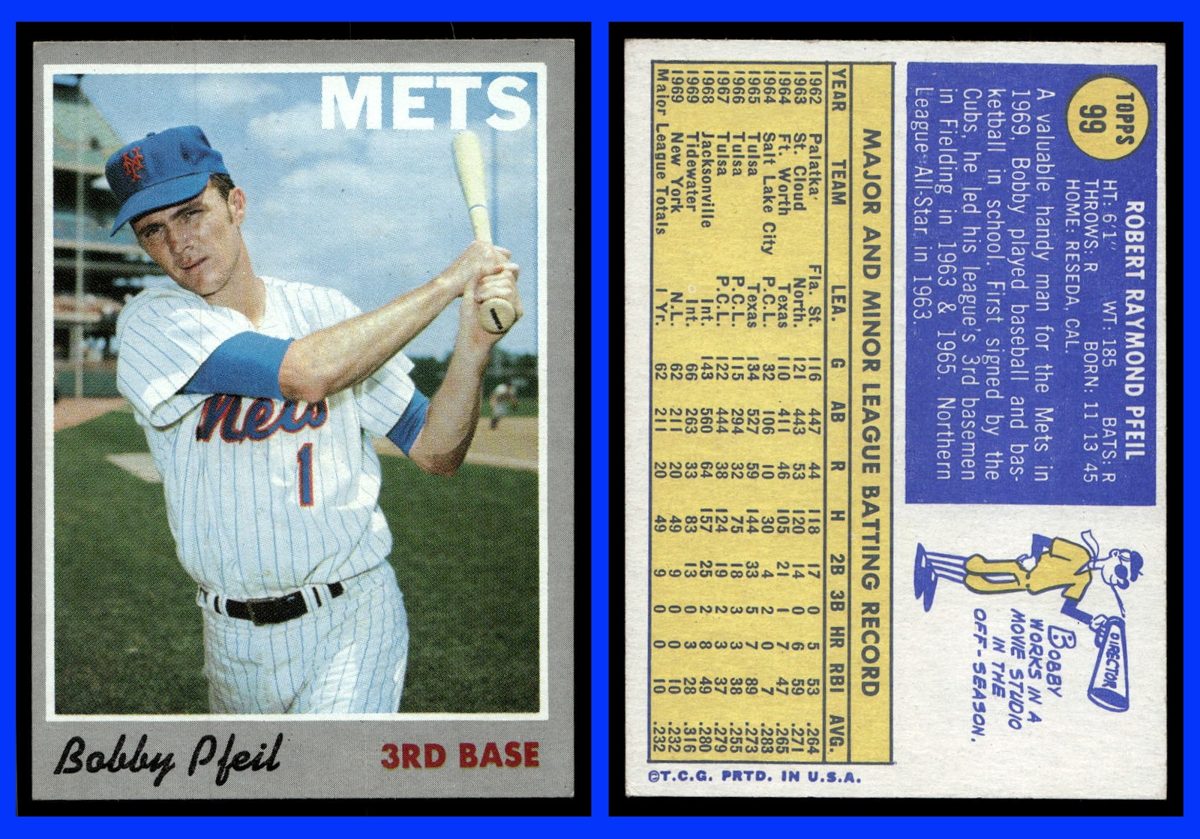 METS
Mets
1
NY
Bobby Pfeil
3RD BASE
TOPPS
99
ROBERT RAYMOND PFEIL
HT: 6'1" WT: 185 BATS: R
THROWS: R BORN: 11 13 45
HOME: RESEDA, CAL.
A valuable handy man for the Mets in
1969, Bobby played baseball and bas-
ketball in school. First signed by the
Cubs, he led his league's 3rd basemen
in Fielding in 1963 & 1965. Northern
League All-Star in 1963.
DIRECTOR
BOBBY
WORKS IN A
MOVIE STUDIO
IN THE
OFF-SEASON.
MAJOR AND MINOR LEAGUE BATTING RECORD
YEAR TEAM LEA. G AB R H 2B 3B HR RBI AVG.
1962 Palatka Fla. St. 116 447 44 118 17 0 5 53 .264
1963 St. Cloud North. 121 443 53 120 14 0 5 59 .271
1964 Ft. Worth Texas 110 411 46 105 21 1 7 47 .265
1964 Salt Lake City P.C.L. 32 106 10 30 4 2 0 7 .283
1965 Tulsa Texas 134 527 59 144 33 5 7 89 .273
1966 Tulsa P.C.L. 115 294 32 75 18 3 38 .255
1967 Tulsa P.C.L. 122 444 38 124 19 2 3 37 .279
1968 Jacksonville Int. 143 560 64 157 25 2 8 49 .280
1969 Tidewater Int. 66 263 33 83 13 0 3 28 .316
1969 New York N.L. 62 211 20 49 9 0 0 10 .232
Major League Totals 1 Yr. 62 211 20 49 9 0 0 10 .232
©T.C.G. PRTD. IN U.S.A.